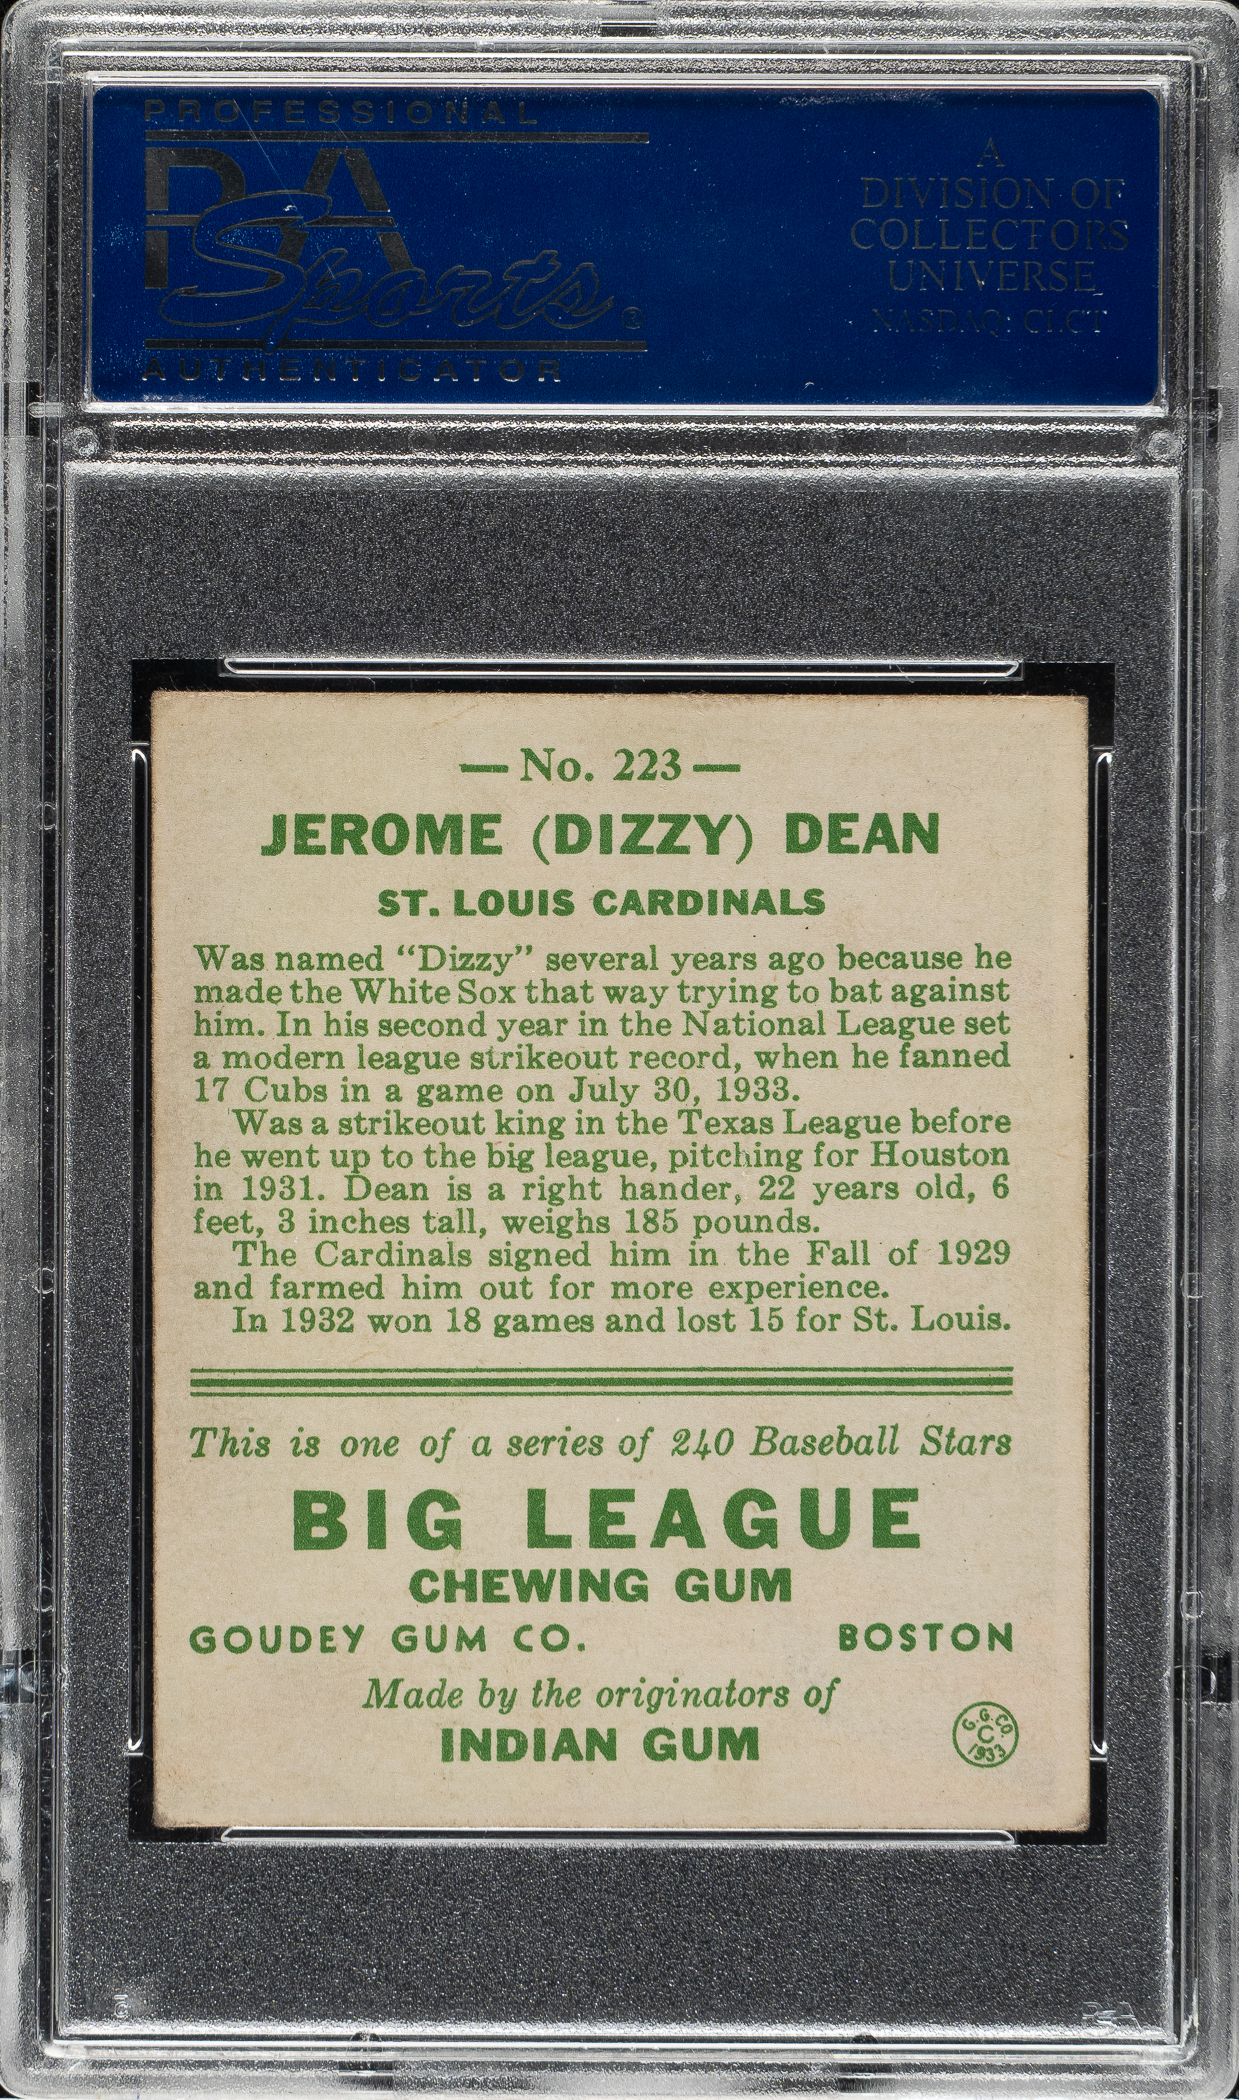 PROFESSIONAL
PSA
Sports®
AUTHENTICATOR
A
DIVISION OF
COLLECTORS
UNIVERSE
NASDAQ: CLCT
— No. 223 —
JEROME (DIZZY) DEAN
ST. LOUIS CARDINALS
Was named “Dizzy” several years ago because he
made the White Sox that way trying to bat against
him. In his second year in the National League set
a modern league strikeout record, when he fanned
17 Cubs in a game on July 30, 1933.
Was a strikeout king in the Texas League before
he went up to the big league, pitching for Houston
in 1931. Dean is a right hander, 22 years old, 6
feet, 3 inches tall, weighs 185 pounds.
The Cardinals signed him in the Fall of 1929
and farmed him out for more experience.
In 1932 won 18 games and lost 15 for St. Louis.
This is one of a series of 240 Baseball Stars
BIG LEAGUE
CHEWING GUM
GOUDEY GUM CO. BOSTON
Made by the originators of
INDIAN GUM
G.G.CO.
C
1933
PSA